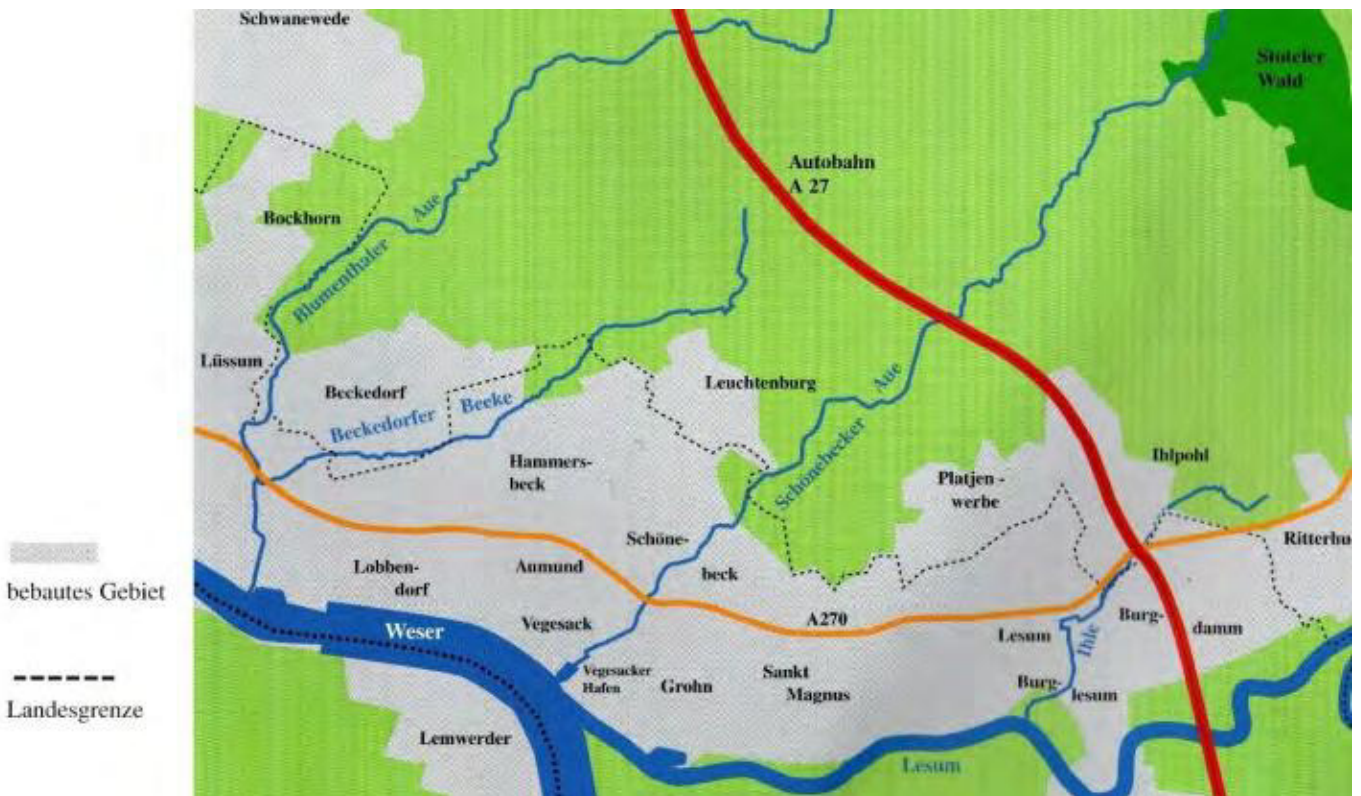 Schwanewede
Stoteler
Wald
Autobahn
A 27
Bockhorn
Blumenthaler
Aue
Lüssum
Beckedorf
Beckedorfer
Beeke
Leuchtenburg
Schönebecker
Aue
Hammers-
beck
Platjen -
werbe
Ihlpohl
Ritterhu-
Schöne-
beck
Lobben-
dorf
Aumund
A270
Vegesack
Weser
Vegesacker
Hafen
Grohn
Sankt
Magnus
Lesum
Ihle
Burg-
damm
Burg-
lesum
Lemwerder
Lesum
bebautes Gebiet
Landesgrenze